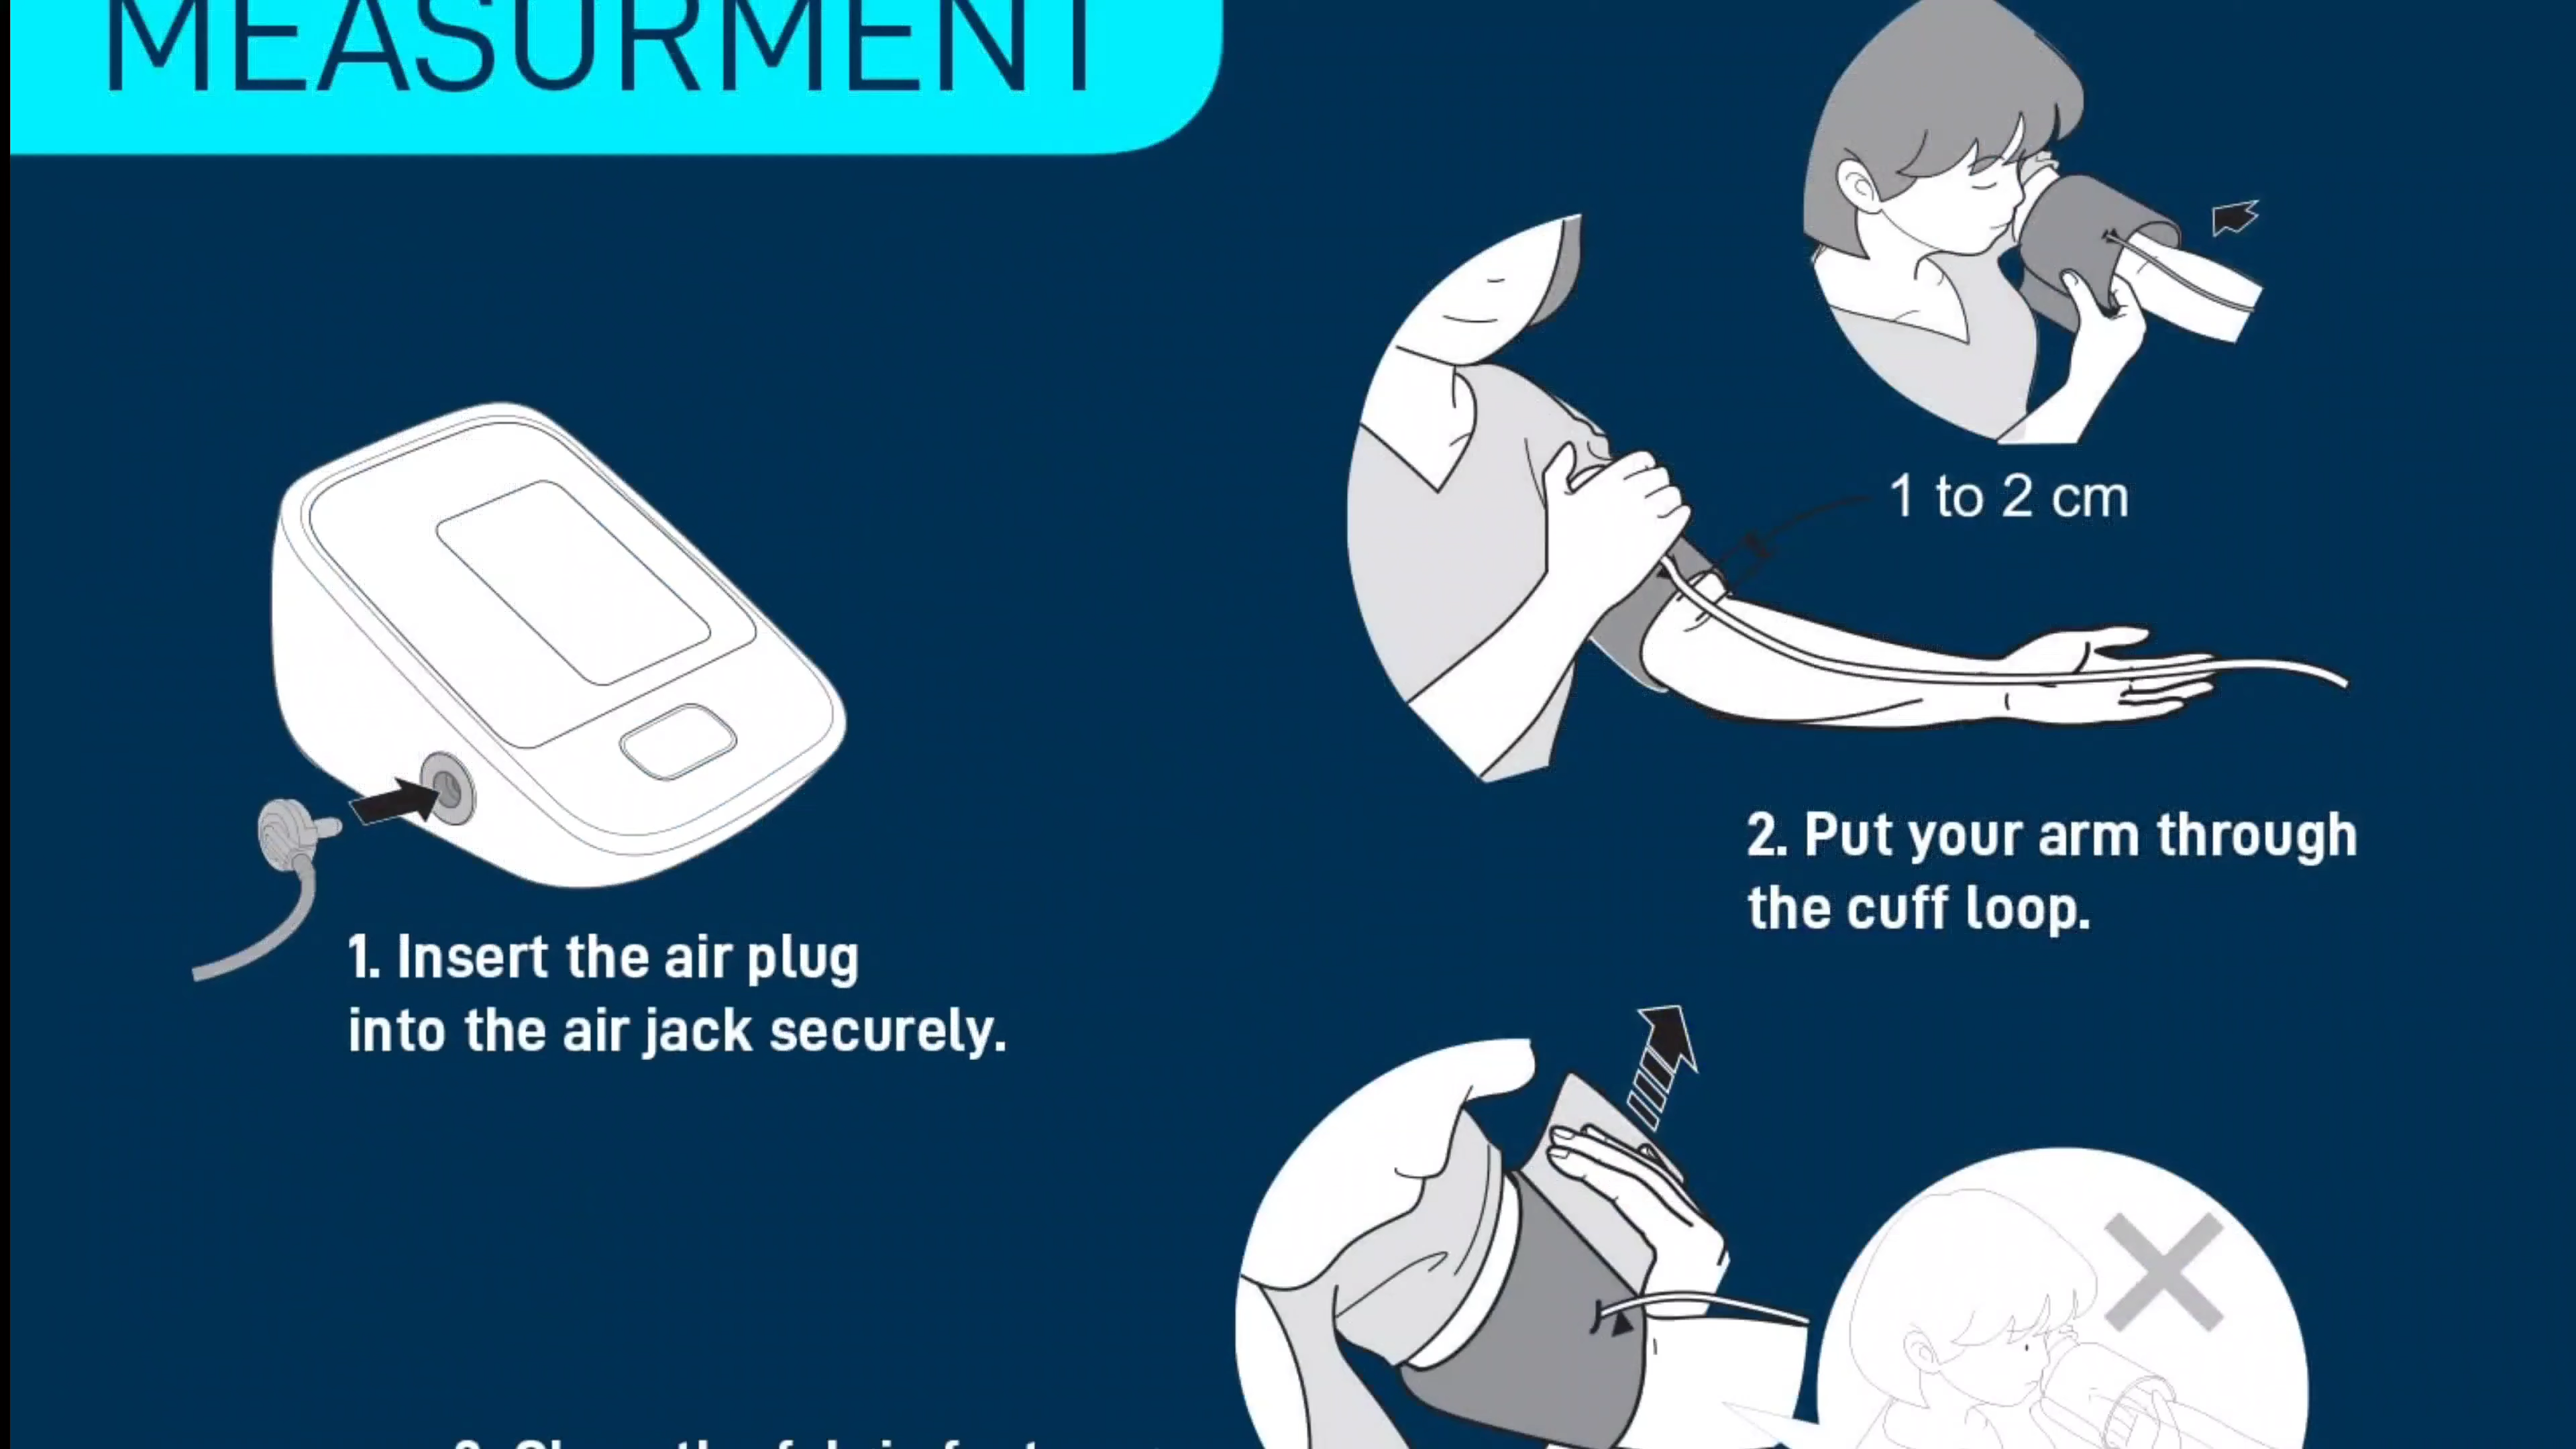 MEASURMENT
1 to 2 cm
1. Insert the air plug
into the air jack securely.
2. Put your arm through
the cuff loop.